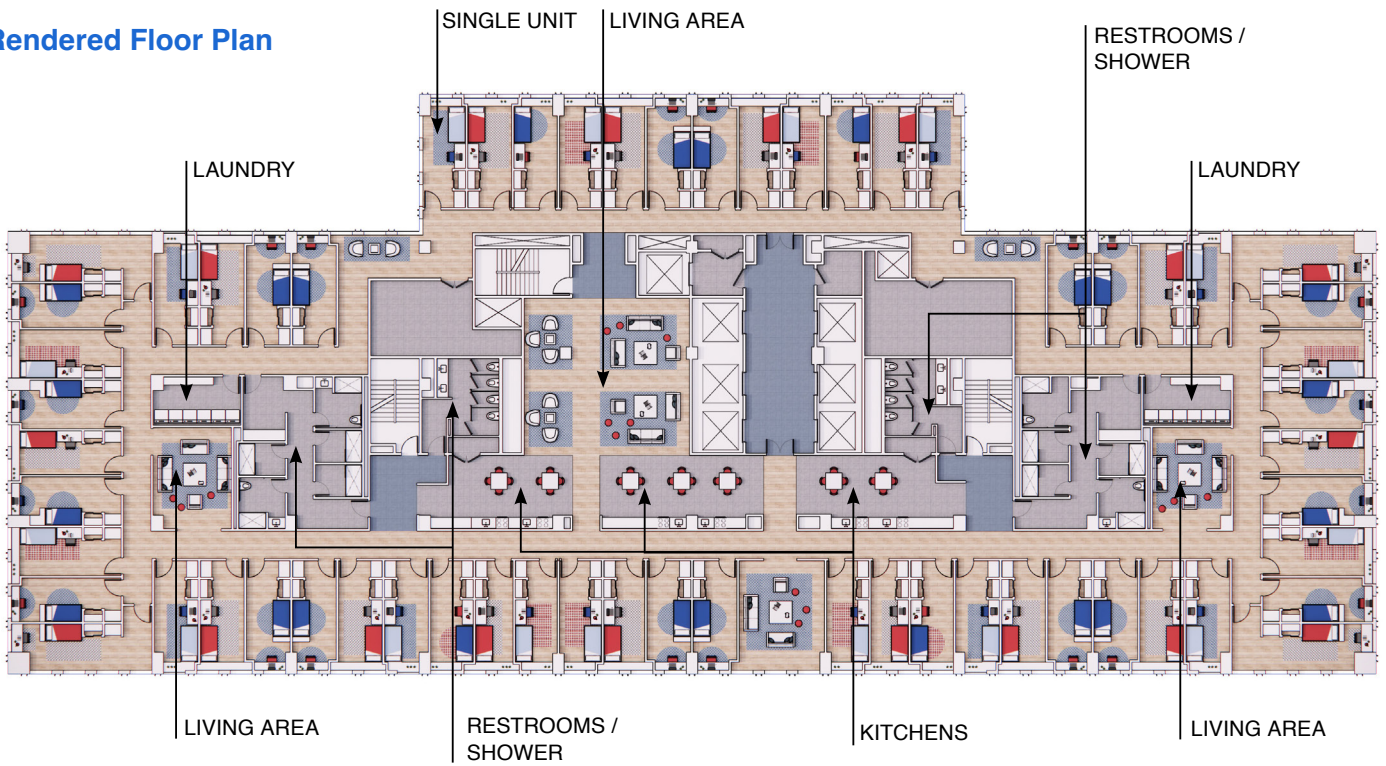 Rendered Floor Plan
SINGLE UNIT
LIVING AREA
RESTROOMS /
SHOWER
LAUNDRY
LAUNDRY
LIVING AREA
RESTROOMS /
SHOWER
KITCHENS
LIVING AREA